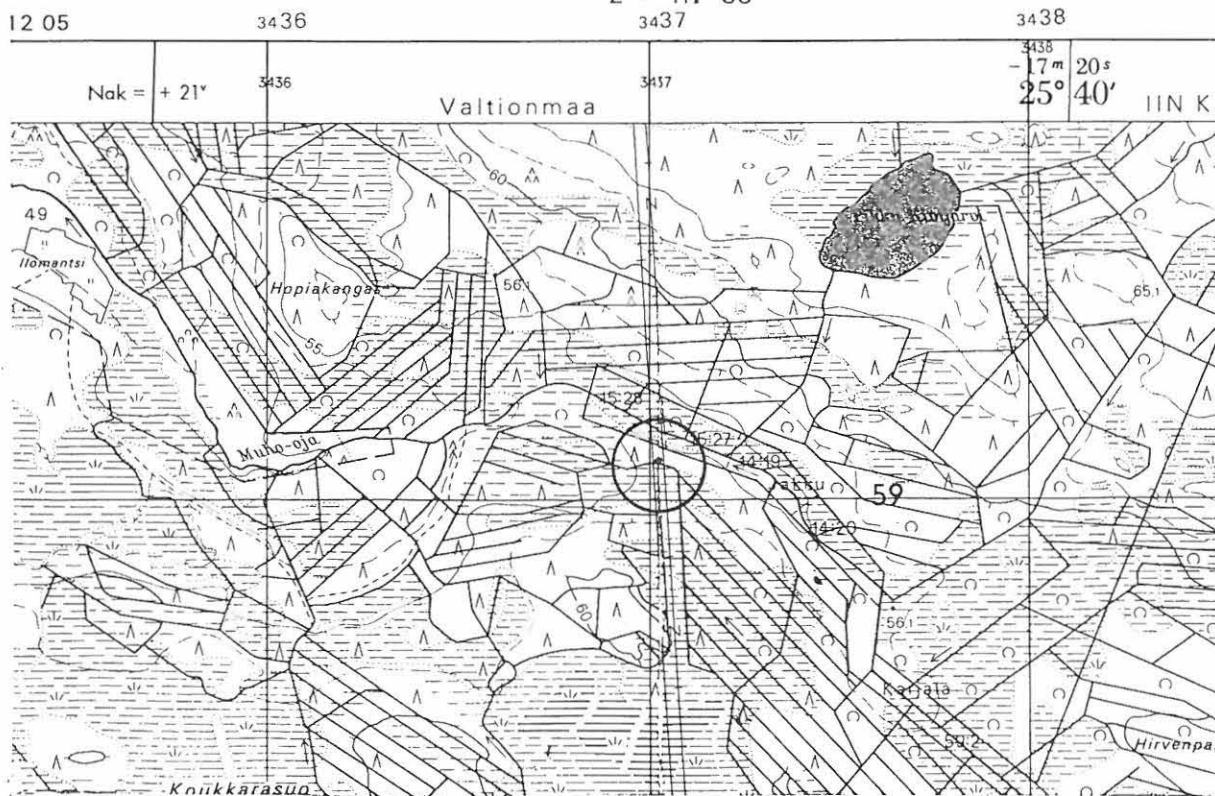 12 05
3436
3437
3438
3436
3437
3438
-17ᵐ 20ˢ
Nak = + 21ᵛ
Valtionmaa
25° 40'
IIN K
60
49
Ilomantsi
Hopiakangas
56.1
65.1
55
15:28
Muho-oja
15:27
14:19
akku
59
14:20
60
56.1
Karjala
59:2
Hirvenpa
Koukkarasuo